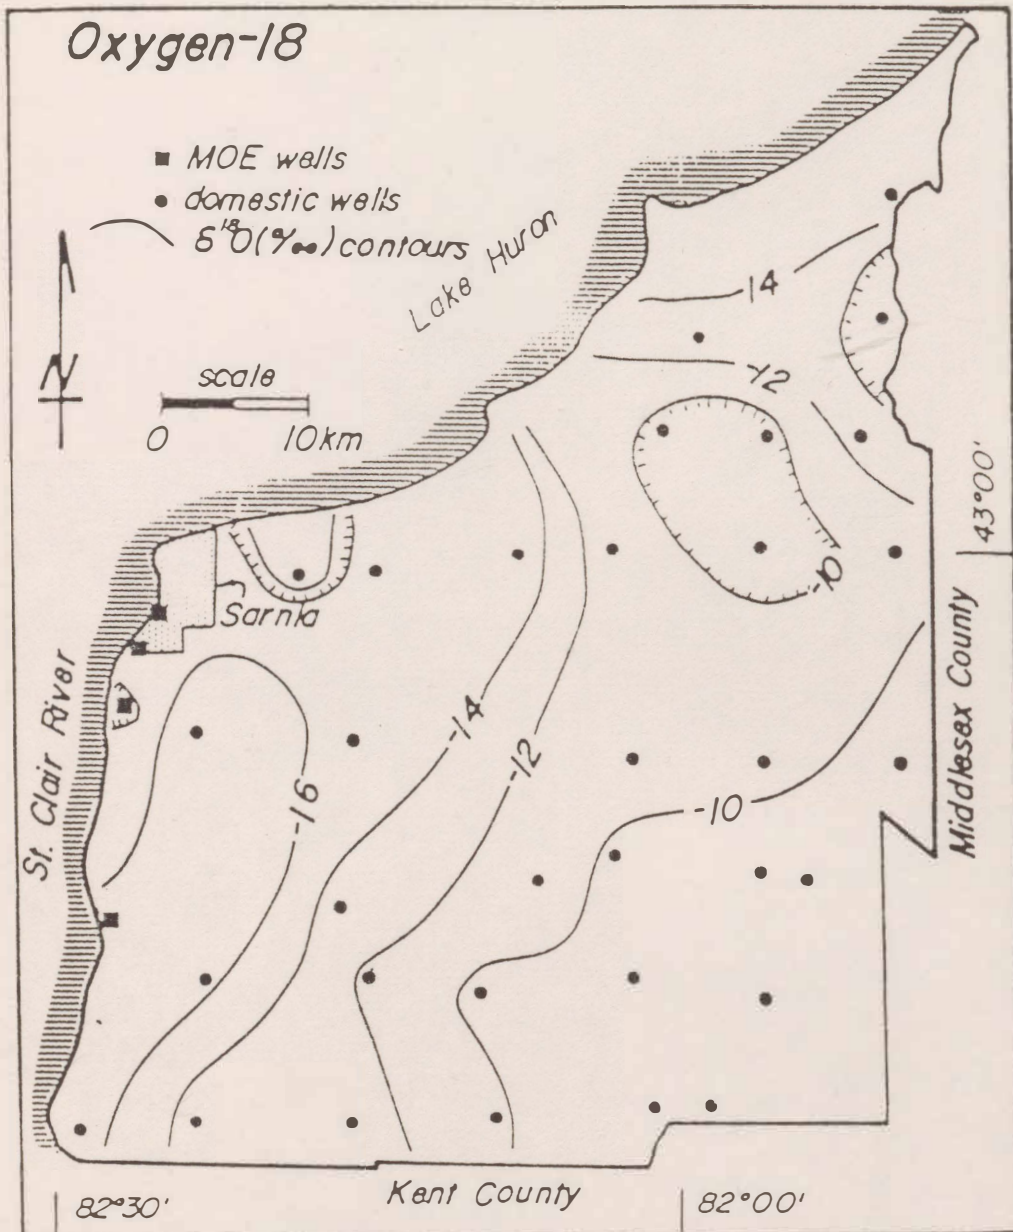 Oxygen-18
MOE wells
domestic wells
δ¹⁸O(‰) contours
Lake Huron
N
scale
0 10km
-14
-12
-10
43°00'
Sarnia
St. Clair River
Middlesex County
-14
-12
-16
-10
Kent County
82°30'
82°00'